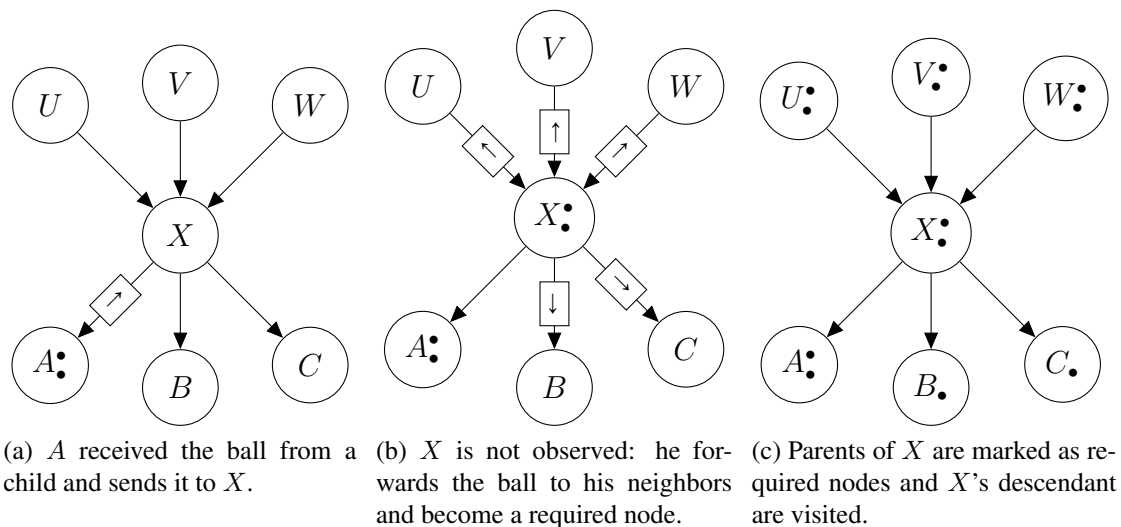 U V W
X
A B C
V
U W
X
A C
B
V
U W
X
A C
B
(a) A received the ball from a
child and sends it to X.
(b) X is not observed: he for-
wards the ball to his neighbors
and become a required node.
(c) Parents of X are marked as re-
quired nodes and X's descendant
are visited.